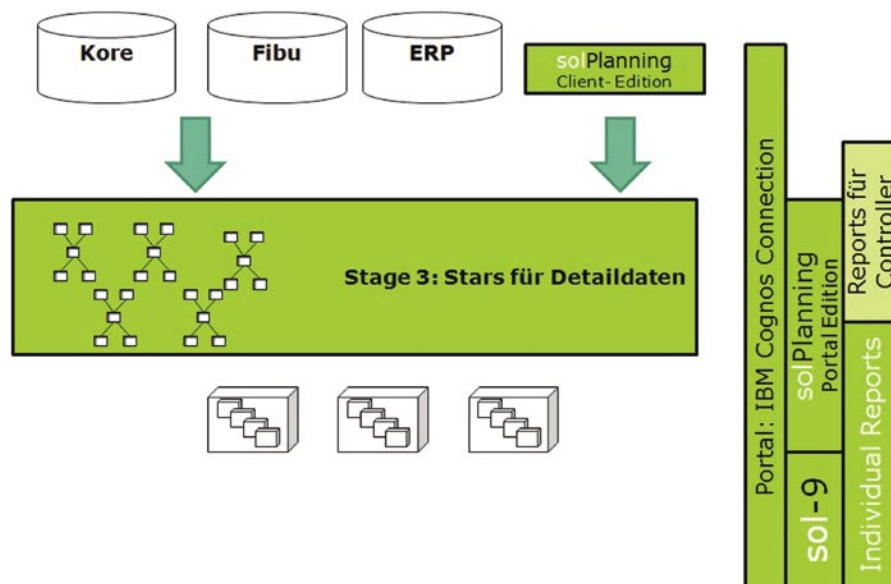 Kore
Fibu
ERP
solPlanning
Client- Edition
Stage 3: Stars für Detaildaten
Portal: IBM Cognos Connection
solPlanning
Portal Edition
sol-9
Reports für
Controller
Individual Reports